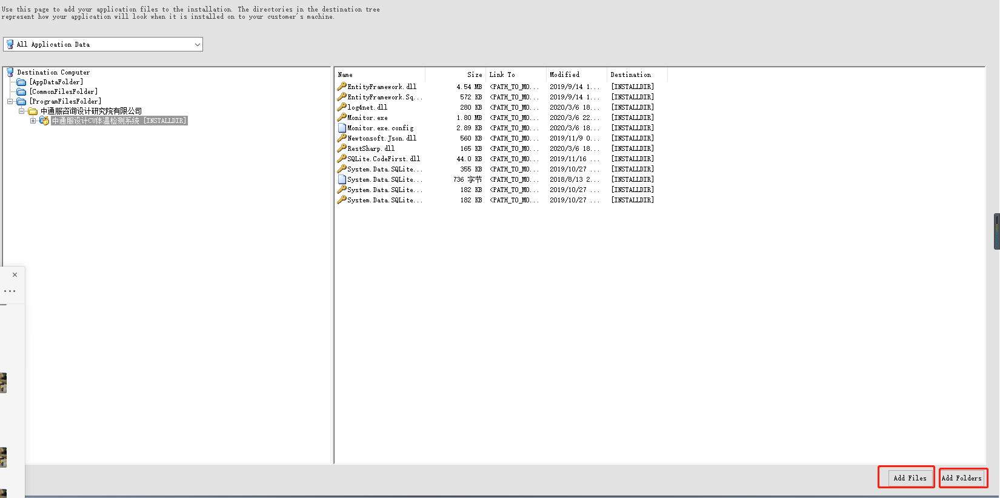 Use this page to add your application files to the installation. The directories in the destination tree
represent how your application will look when it is installed on to your customer's machine.
All Application Data
Destination Computer
[AppDataFolder]
[CommonFilesFolder]
[ProgramFilesFolder]
中通服咨询设计研究院有限公司
中通服设计CU体温检测系统 [INSTALLDIR]
Name Size Link To Modified Destination
EntityFramework.dll 4.54 MB <PATH_TO_MO... 2019/9/14 1... [INSTALLDIR]
EntityFramework.Sq... 572 KB <PATH_TO_MO... 2019/9/14 1... [INSTALLDIR]
log4net.dll 280 KB <PATH_TO_MO... 2020/3/6 18... [INSTALLDIR]
Monitor.exe 1.80 MB <PATH_TO_MO... 2020/3/6 22... [INSTALLDIR]
Monitor.exe.config 2.89 KB <PATH_TO_MO... 2020/3/6 18... [INSTALLDIR]
Newtonsoft.Json.dll 560 KB <PATH_TO_MO... 2019/11/9 0... [INSTALLDIR]
RestSharp.dll 165 KB <PATH_TO_MO... 2020/3/6 18... [INSTALLDIR]
SQLite.CodeFirst.dll 44.0 KB <PATH_TO_MO... 2019/11/16 ... [INSTALLDIR]
System.Data.SQLite... 355 KB <PATH_TO_MO... 2019/10/27 ... [INSTALLDIR]
System.Data.SQLite... 736 字节 <PATH_TO_MO... 2018/8/13 2... [INSTALLDIR]
System.Data.SQLite... 182 KB <PATH_TO_MO... 2019/10/27 ... [INSTALLDIR]
System.Data.SQLite... 182 KB <PATH_TO_MO... 2019/10/27 ... [INSTALLDIR]
Add Files Add Folders